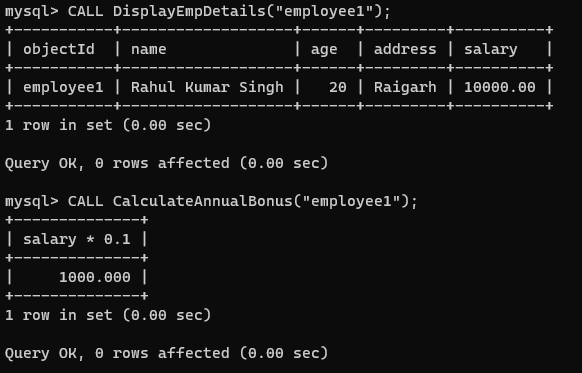 mysql> CALL DisplayEmpDetails("employee1");
+-----------+-------------------+------+---------+----------+
| objectId  | name              | age  | address | salary   |
+-----------+-------------------+------+---------+----------+
| employee1 | Rahul Kumar Singh |   20 | Raigarh | 10000.00 |
+-----------+-------------------+------+---------+----------+
1 row in set (0.00 sec)

Query OK, 0 rows affected (0.00 sec)

mysql> CALL CalculateAnnualBonus("employee1");
+--------------+
| salary * 0.1 |
+--------------+
|     1000.000 |
+--------------+
1 row in set (0.00 sec)

Query OK, 0 rows affected (0.00 sec)